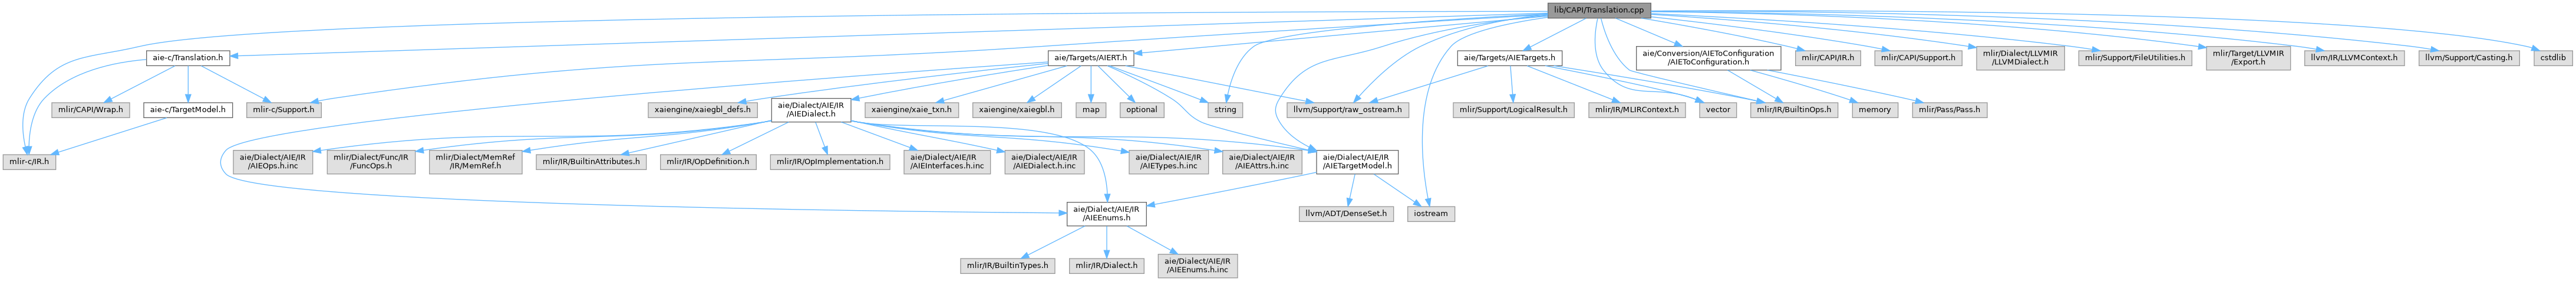 lib/CAPI/Translation.cpp
aie-c/Translation.h
aie/Targets/AIERT.h
aie/Targets/AIETargets.h
aie/Conversion/AIEToConfiguration
/AIEToConfiguration.h
mlir/CAPI/IR.h
mlir/CAPI/Support.h
mlir/Dialect/LLVMIR
/LLVMDialect.h
mlir/Support/FileUtilities.h
mlir/Target/LLVMIR
/Export.h
llvm/IR/LLVMContext.h
llvm/Support/Casting.h
cstdlib
mlir/CAPI/Wrap.h
aie-c/TargetModel.h
mlir-c/Support.h
xaiengine/xaiegbl_defs.h
aie/Dialect/AIE/IR
/AIEDialect.h
xaiengine/xaie_txn.h
xaiengine/xaiegbl.h
map
optional
string
llvm/Support/raw_ostream.h
mlir/Support/LogicalResult.h
mlir/IR/MLIRContext.h
vector
mlir/IR/BuiltinOps.h
memory
mlir/Pass/Pass.h
mlir-c/IR.h
aie/Dialect/AIE/IR
/AIEOps.h.inc
mlir/Dialect/Func/IR
/FuncOps.h
mlir/Dialect/MemRef
/IR/MemRef.h
mlir/IR/BuiltinAttributes.h
mlir/IR/OpDefinition.h
mlir/IR/OpImplementation.h
aie/Dialect/AIE/IR
/AIEInterfaces.h.inc
aie/Dialect/AIE/IR
/AIEDialect.h.inc
aie/Dialect/AIE/IR
/AIETypes.h.inc
aie/Dialect/AIE/IR
/AIEAttrs.h.inc
aie/Dialect/AIE/IR
/AIETargetModel.h
aie/Dialect/AIE/IR
/AIEEnums.h
llvm/ADT/DenseSet.h
iostream
mlir/IR/BuiltinTypes.h
mlir/IR/Dialect.h
aie/Dialect/AIE/IR
/AIEEnums.h.inc